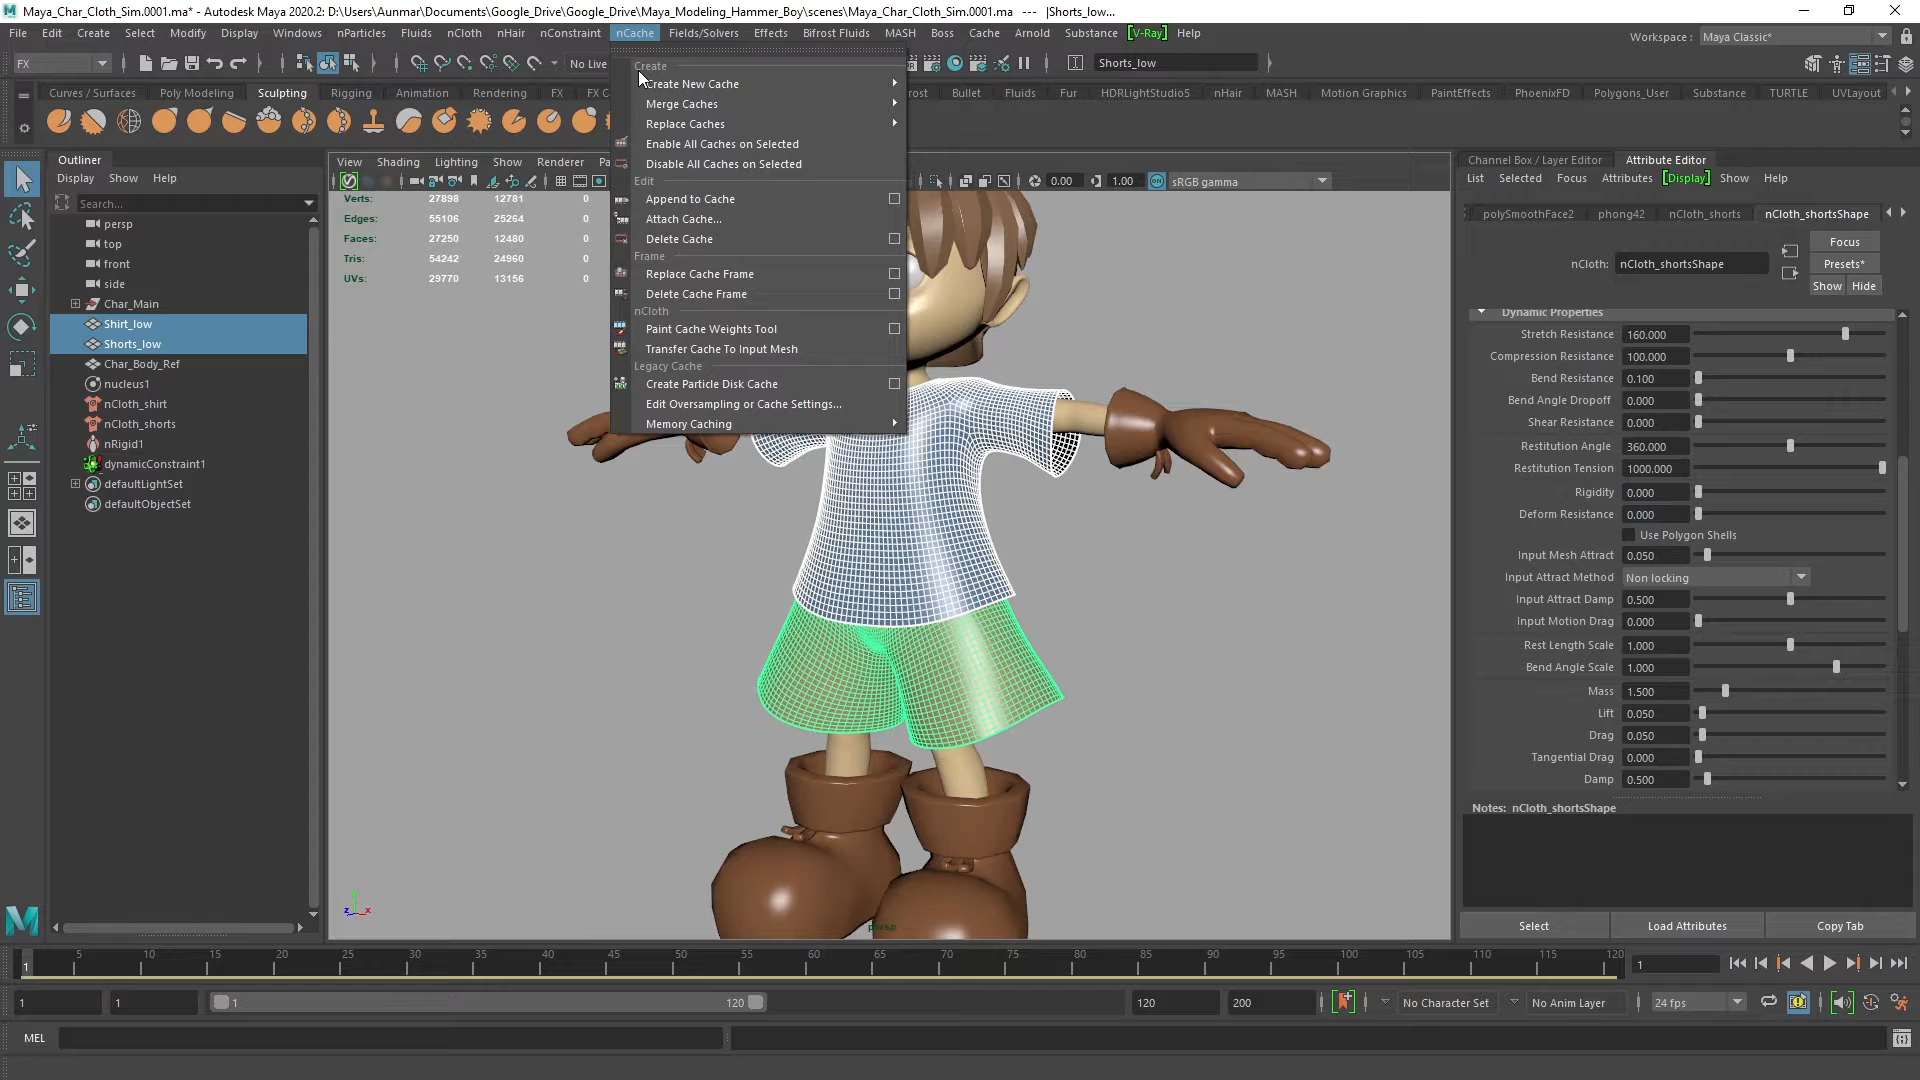 Maya_Char_Cloth_Sim.0001.ma* - Autodesk Maya 2020.2: D:\Users\Aunmar\Documents\Google_Drive\Google_Drive\Maya_Modeling_Hammer_Boy\scenes\Maya_Char_Cloth_Sim.0001.ma --- |Shorts_low...
File Edit Create Select Modify Display Windows nParticles Fluids nCloth nHair nConstraint nCache Fields/Solvers Effects Bifrost Fluids MASH Boss Cache Arnold Substance [V-Ray] Help
Workspace : Maya Classic*
FX
No Live
Shorts_low
Curves / Surfaces Poly Modeling Sculpting Rigging Animation Rendering FX FX C
rost Bullet Fluids Fur HDRLightStudio5 nHair MASH Motion Graphics PaintEffects PhoenixFD Polygons_User Substance TURTLE UVLayout
Create
Create New Cache
Merge Caches
Replace Caches
Enable All Caches on Selected
Disable All Caches on Selected
Edit
Append to Cache
Attach Cache...
Delete Cache
Frame
Replace Cache Frame
Delete Cache Frame
nCloth
Paint Cache Weights Tool
Transfer Cache To Input Mesh
Legacy Cache
Create Particle Disk Cache
Edit Oversampling or Cache Settings...
Memory Caching
Outliner
Display Show Help
Search...
persp
top
front
side
Char_Main
Shirt_low
Shorts_low
Char_Body_Ref
nucleus1
nCloth_shirt
nCloth_shorts
nRigid1
dynamicConstraint1
defaultLightSet
defaultObjectSet
View Shading Lighting Show Renderer Pa
0.00 1.00 ON sRGB gamma
Verts: 27898 12781 0
Edges: 55106 25264 0
Faces: 27250 12480 0
Tris: 54242 24960 0
UVs: 29770 13156 0
z x
persp
Channel Box / Layer Editor Attribute Editor
List Selected Focus Attributes [Display] Show Help
polySmoothFace2 phong42 nCloth_shorts nCloth_shortsShape
nCloth: nCloth_shortsShape
Focus
Presets*
Show Hide
Dynamic Properties
Stretch Resistance 160.000
Compression Resistance 100.000
Bend Resistance 0.100
Bend Angle Dropoff 0.000
Shear Resistance 0.000
Restitution Angle 360.000
Restitution Tension 1000.000
Rigidity 0.000
Deform Resistance 0.000
Use Polygon Shells
Input Mesh Attract 0.050
Input Attract Method Non locking
Input Attract Damp 0.500
Input Motion Drag 0.000
Rest Length Scale 1.000
Bend Angle Scale 1.000
Mass 1.500
Lift 0.050
Drag 0.050
Tangential Drag 0.000
Damp 0.500
Notes: nCloth_shortsShape
Select Load Attributes Copy Tab
1 5 10 15 20 25 30 35 40 45 50 55 60 65 70 75 80 85 90 95 100 105 110 115 120
1
1 1 1 120 120 200 No Character Set No Anim Layer 24 fps
MEL